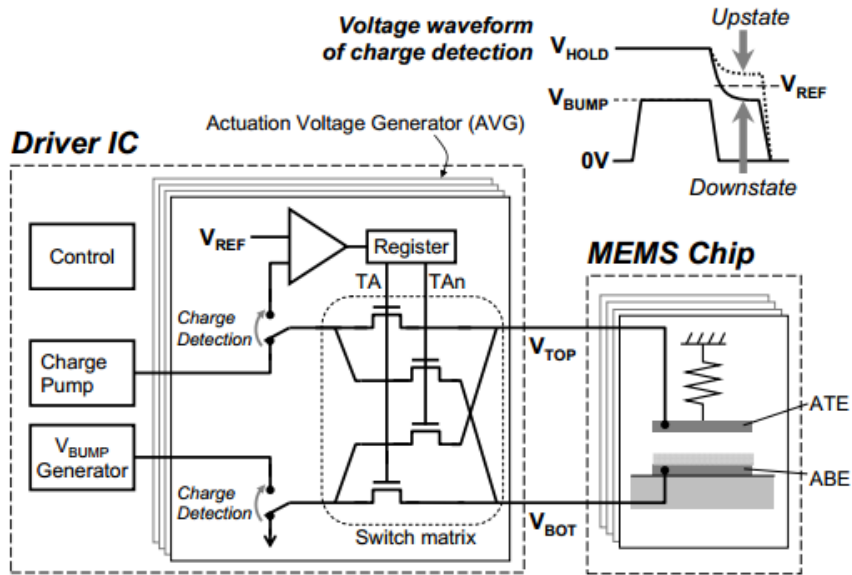 Voltage waveform
of charge detection
Upstate
VHOLD
VREF
VBUMP
0V
Downstate
Driver IC
Actuation Voltage Generator (AVG)
MEMS Chip
Control
VREF
Register
TA
TAn
Charge
Detection
Charge
Pump
VTOP
ATE
VBUMP
Generator
ABE
Charge
Detection
Switch matrix
VBOT